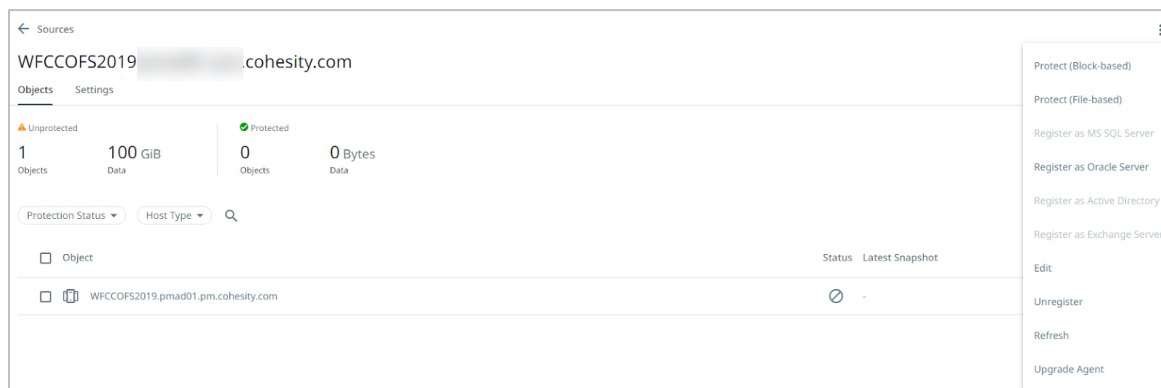 Sources
WFCCOFS2019 .cohesity.com
Objects Settings
Unprotected Protected
1 100 GiB 0 0 Bytes
Objects Data Objects Data
Protection Status Host Type
Object Status Latest Snapshot
WFCCOFS2019.pmad01.pm.cohesity.com -
Protect (Block-based)
Protect (File-based)
Register as MS SQL Server
Register as Oracle Server
Register as Active Directory
Register as Exchange Server
Edit
Unregister
Refresh
Upgrade Agent